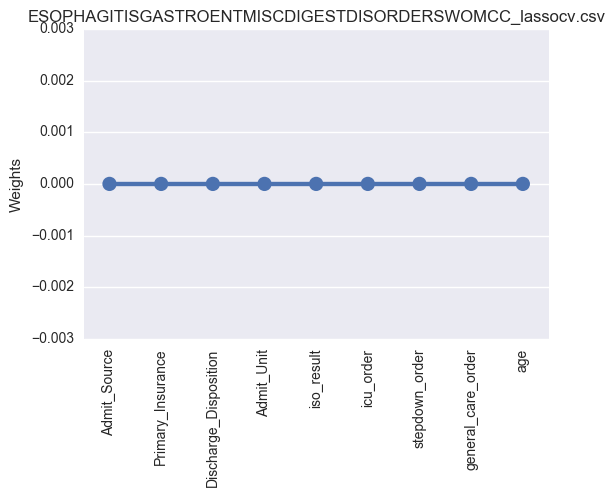 ESOPHAGITISGASTROENTMISCDIGESTDISORDERSWOMCC_lassocv.csv
0.003
0.002
0.001
0.000
−0.001
−0.002
−0.003
Weights
Admit_Source
Primary_Insurance
Discharge_Disposition
Admit_Unit
iso_result
icu_order
stepdown_order
general_care_order
age